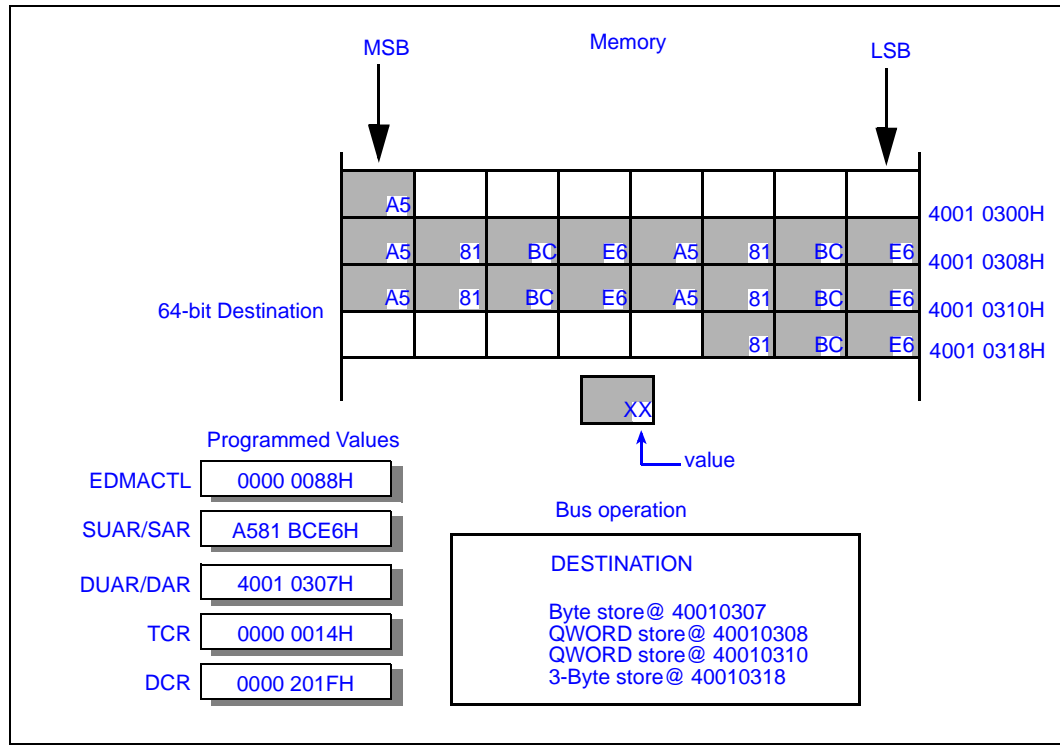 MSB Memory LSB
A5 4001 0300H
A5 81 BC E6 A5 81 BC E6 4001 0308H
64-bit Destination A5 81 BC E6 A5 81 BC E6 4001 0310H
81 BC E6 4001 0318H
XX
value
Programmed Values
EDMACTL 0000 0088H
SUAR/SAR A581 BCE6H
DUAR/DAR 4001 0307H
TCR 0000 0014H
DCR 0000 201FH
Bus operation
DESTINATION
Byte store@ 40010307
QWORD store@ 40010308
QWORD store@ 40010310
3-Byte store@ 40010318